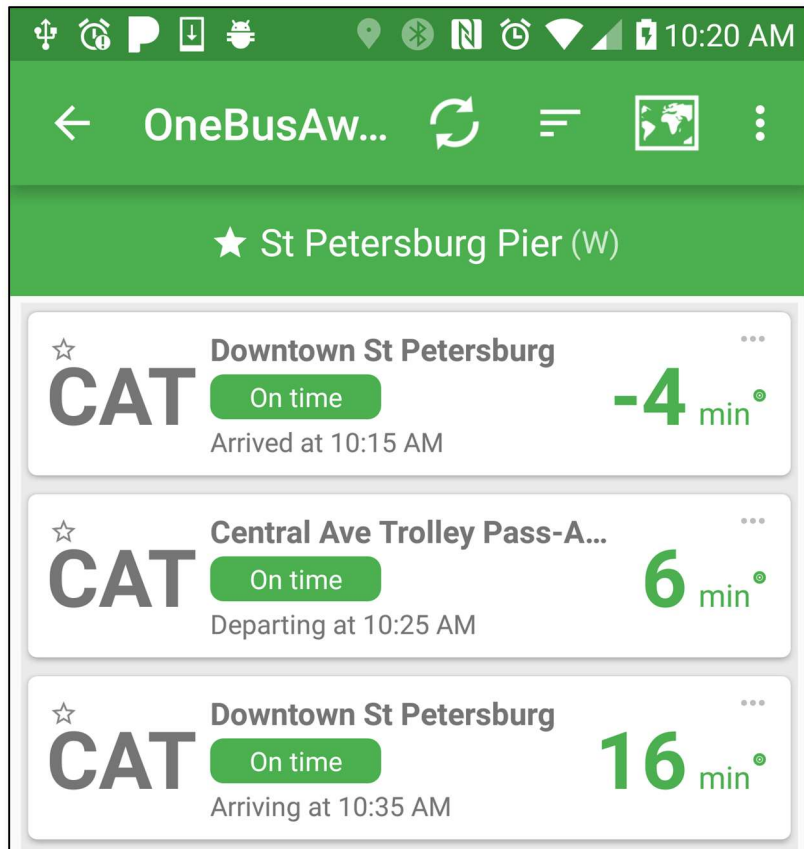 10:20 AM
OneBusAw...
★ St Petersburg Pier (W)
Downtown St Petersburg
CAT
On time
-4 min
Arrived at 10:15 AM
Central Ave Trolley Pass-A...
CAT
On time
6 min
Departing at 10:25 AM
Downtown St Petersburg
CAT
On time
16 min
Arriving at 10:35 AM